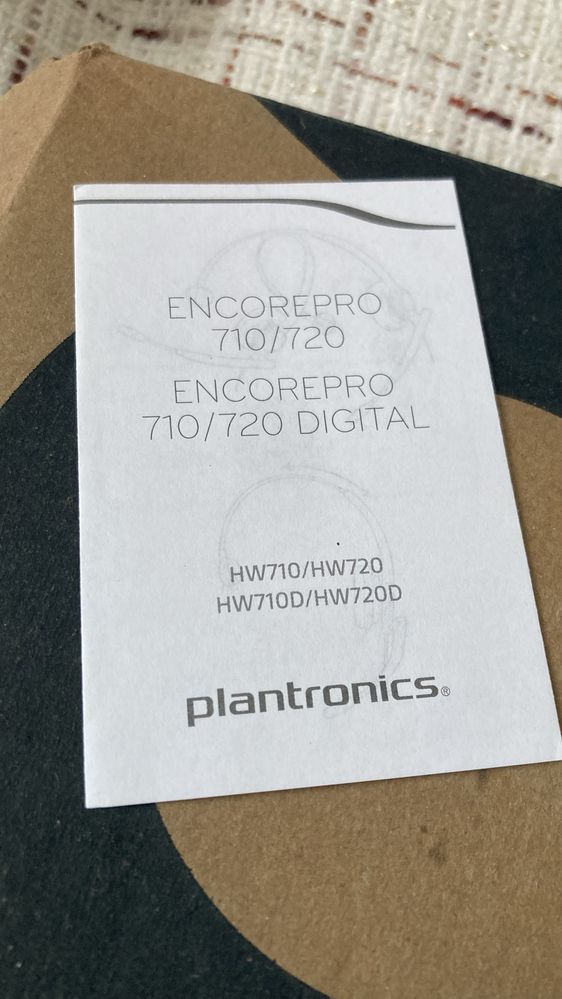 ENCOREPRO
710/720
ENCOREPRO
710/720 DIGITAL
HW710/HW720
HW710D/HW720D
plantronics®